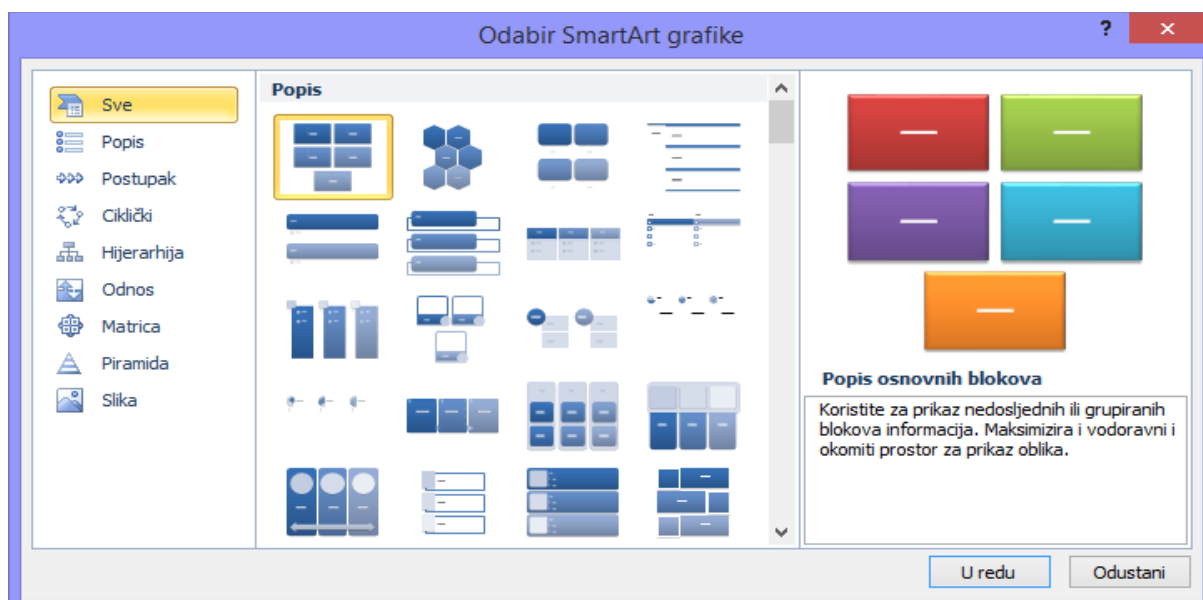 Odabir SmartArt grafike
?
Sve
Popis
Postupak
Ciklički
Hijerarhija
Odnos
Matrica
Piramida
Slika
Popis
Popis osnovnih blokova
Koristite za prikaz nedosljednih ili grupiranih
blokova informacija. Maksimizira i vodoravni i
okomiti prostor za prikaz oblika.
U redu
Odustani